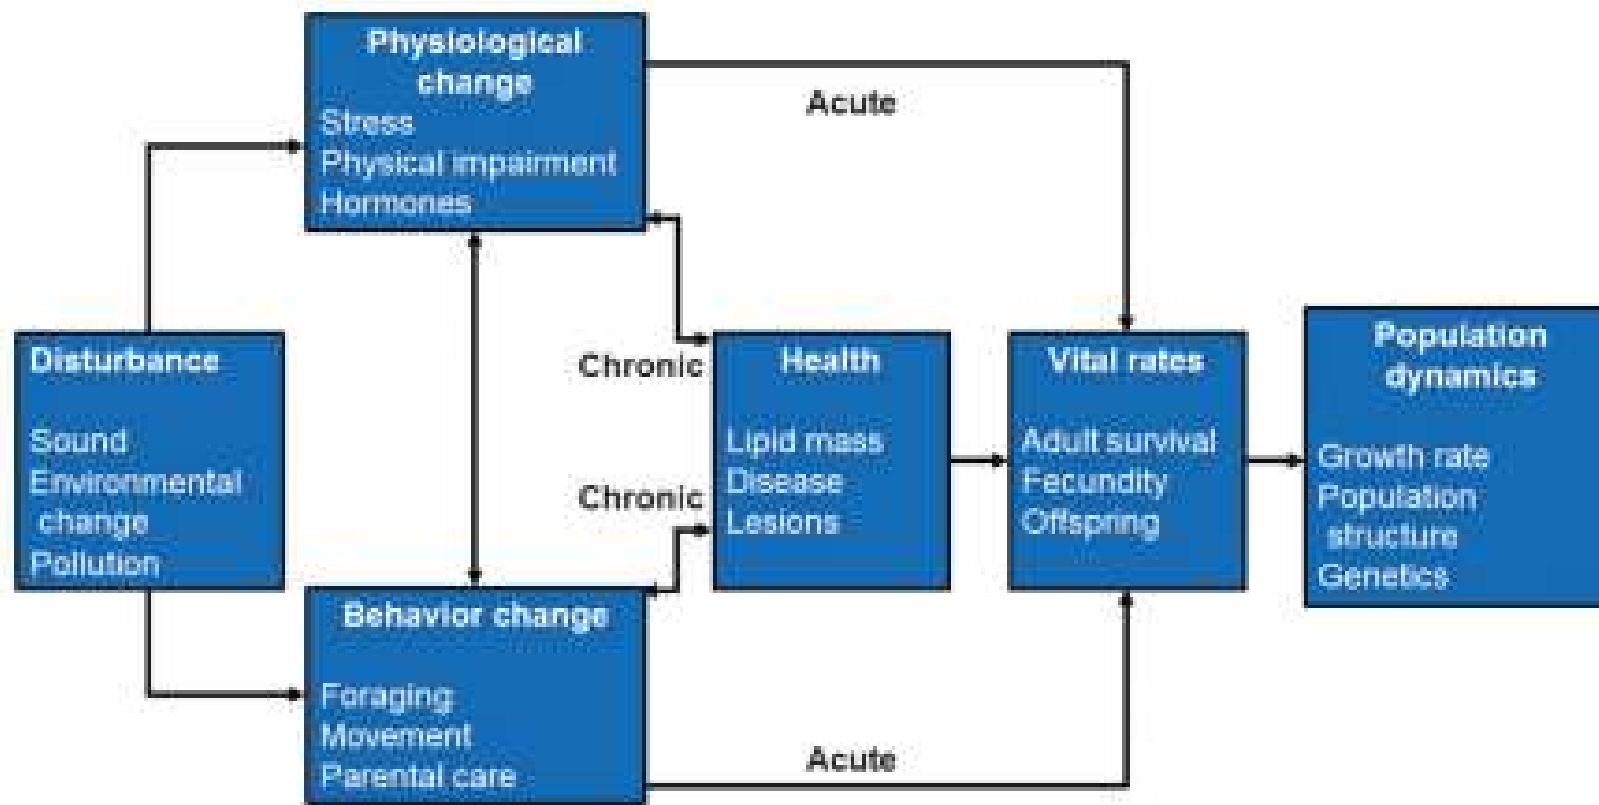 Physiological
change
Stress
Physical impairment
Hormones
Acute
Disturbance
Sound
Environmental
change
Pollution
Chronic
Chronic
Health
Lipid mass
Disease
Lesions
Vital rates
Adult survival
Fecundity
Offspring
Population
dynamics
Growth rate
Population
structure
Genetics
Behavior change
Foraging
Movement
Parental care
Acute